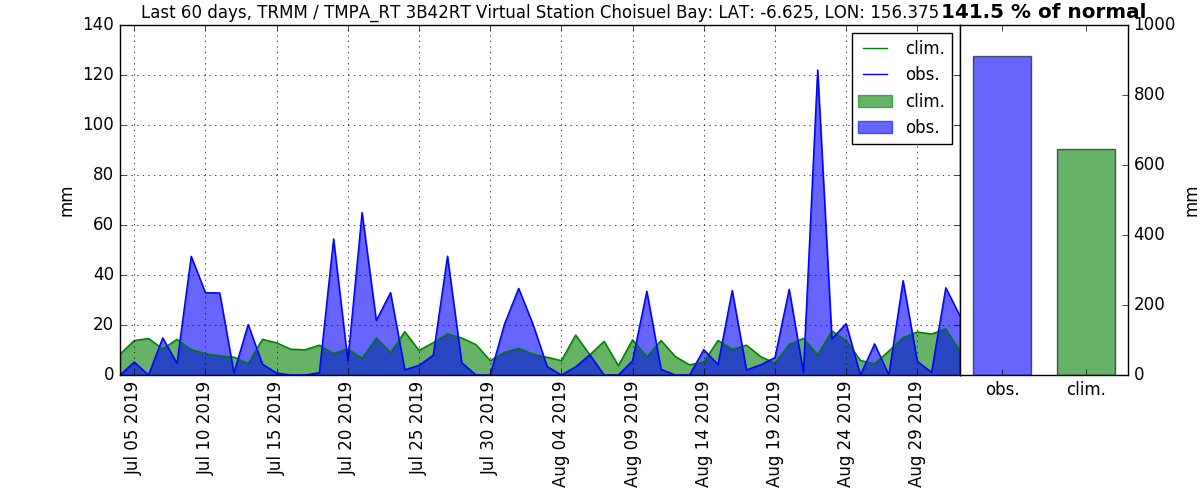 Last 60 days, TRMM / TMPA_RT 3B42RT Virtual Station Choisuel Bay: LAT: -6.625, LON: 156.375 141.5 % of normal
mm
140
120
100
80
60
40
20
0
clim.
obs.
clim.
obs.
Jul 05 2019
Jul 10 2019
Jul 15 2019
Jul 20 2019
Jul 25 2019
Jul 30 2019
Aug 04 2019
Aug 09 2019
Aug 14 2019
Aug 19 2019
Aug 24 2019
Aug 29 2019
1000
800
600
400
200
0
mm
obs.
clim.